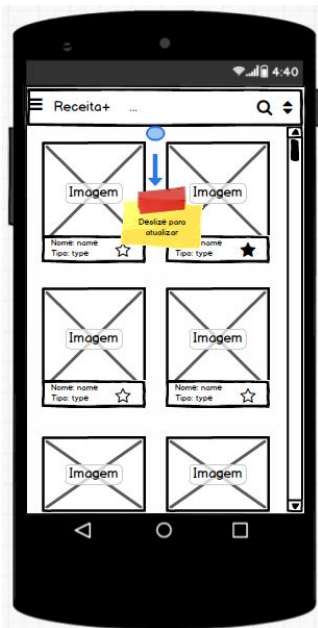 4:40
Receita+ ...
Imagem Imagem
Deslize para
atualizar
Nome: name name
Tipo: type Tipo: type
Imagem Imagem
Nome: name Nome: name
Tipo: type Tipo: type
Imagem Imagem